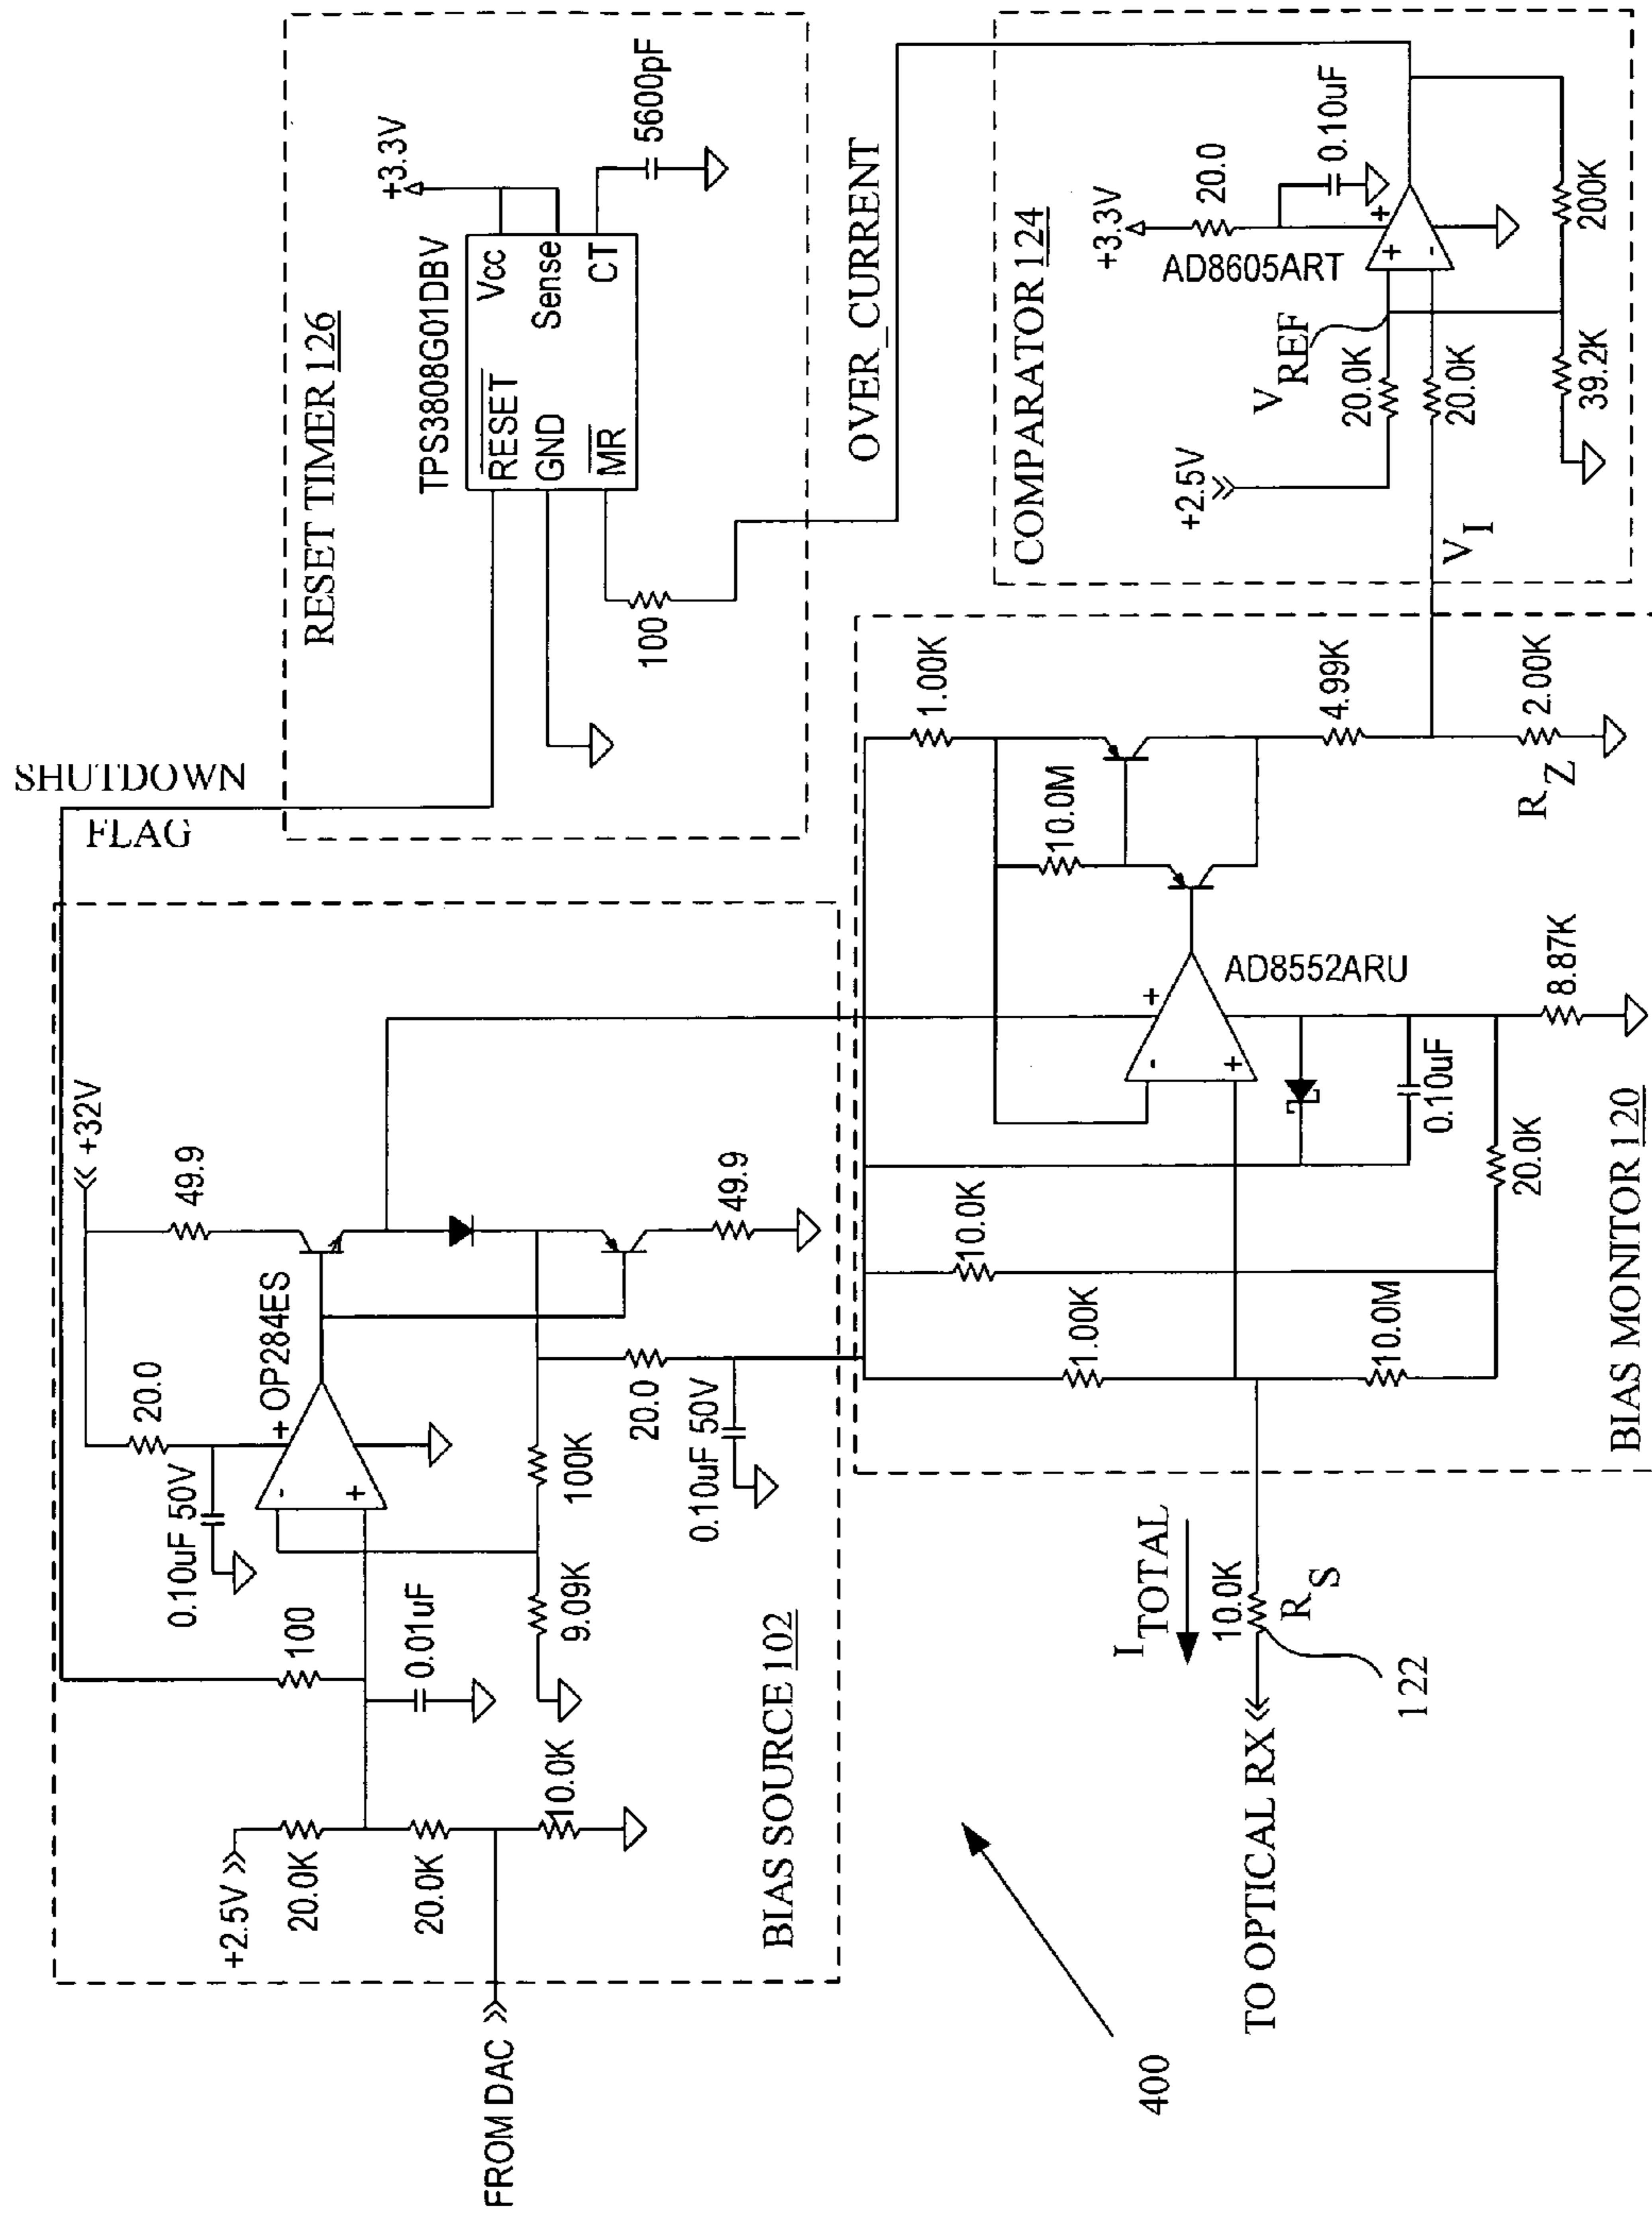 SHUTDOWN
FLAG
RESET TIMER 126
TPS3808G01DBV
RESET
GND
MR
Vcc
Sense
CT
+3.3V
5600pF
100
OVER_CURRENT
COMPARATOR 124
+3.3V
20.0
0.10uF
AD8605ART
+
+
-
V REF
+2.5V
20.0K
20.0K
39.2K
200K
V I
+32V
49.9
20.0
OP284ES
+
-
+
0.10uF 50V
100
0.01uF
9.09K
100K
20.0
0.10uF 50V
49.9
+2.5V
20.0K
20.0K
10.0K
FROM DAC
BIAS SOURCE 102
1.00K
10.0M
4.99K
2.00K
R Z
AD8552ARU
+
-
+
8.87K
0.10uF
20.0K
10.0K
1.00K
10.0M
BIAS MONITOR 120
I TOTAL
10.0K
R S
122
TO OPTICAL RX
400